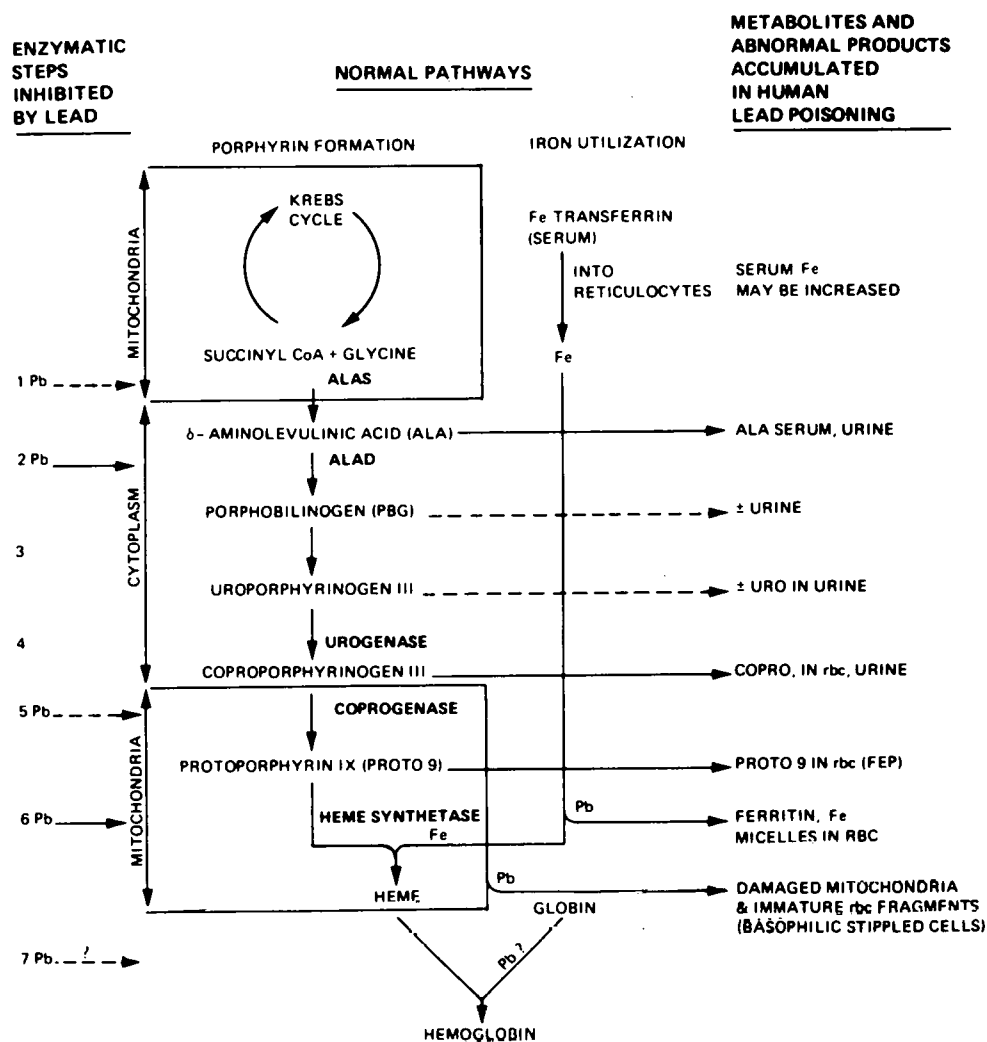 ENZYMATIC
STEPS
INHIBITED
BY LEAD
NORMAL PATHWAYS
METABOLITES AND
ABNORMAL PRODUCTS
ACCUMULATED
IN HUMAN
LEAD POISONING
PORPHYRIN FORMATION
IRON UTILIZATION
MITOCHONDRIA
KREBS
CYCLE
Fe TRANSFERRIN
(SERUM)
INTO
RETICULOCYTES
SERUM Fe
MAY BE INCREASED
SUCCINYL CoA + GLYCINE
Fe
1 Pb
ALAS
CYTOPLASM
δ- AMINOLEVULINIC ACID (ALA)
ALA SERUM, URINE
2 Pb
ALAD
PORPHOBILINOGEN (PBG)
± URINE
3
UROPORPHYRINOGEN III
± URO IN URINE
4
UROGENASE
COPROPORPHYRINOGEN III
COPRO, IN rbc, URINE
MITOCHONDRIA
5 Pb
COPROGENASE
PROTOPORPHYRIN IX (PROTO 9)
PROTO 9 IN rbc (FEP)
6 Pb
HEME SYNTHETASE
Fe
Pb
FERRITIN, Fe
MICELLES IN RBC
HEME
Pb
GLOBIN
DAMAGED MITOCHONDRIA
& IMMATURE rbc FRAGMENTS
(BASOPHILIC STIPPLED CELLS)
7 Pb ?
Pb ?
HEMOGLOBIN